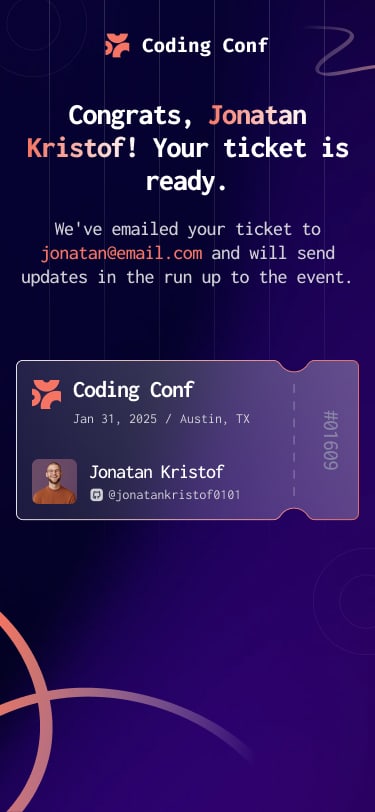 Coding Conf
Congrats, Jonatan
Kristof! Your ticket is
ready.
We've emailed your ticket to
jonatan@email.com and will send
updates in the run up to the event.
Coding Conf
Jan 31, 2025 / Austin, TX
#01609
Jonatan Kristof
@jonatankristof0101